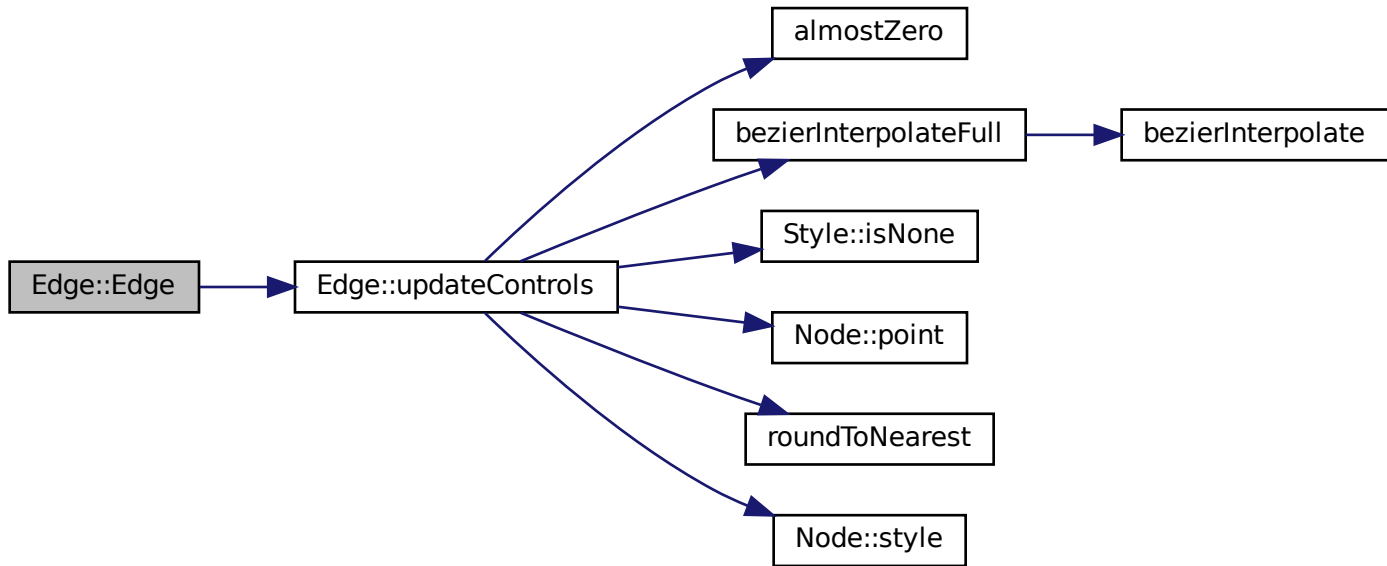 almostZero
bezierInterpolateFull
bezierInterpolate
Style::isNone
Edge::Edge
Edge::updateControls
Node::point
roundToNearest
Node::style